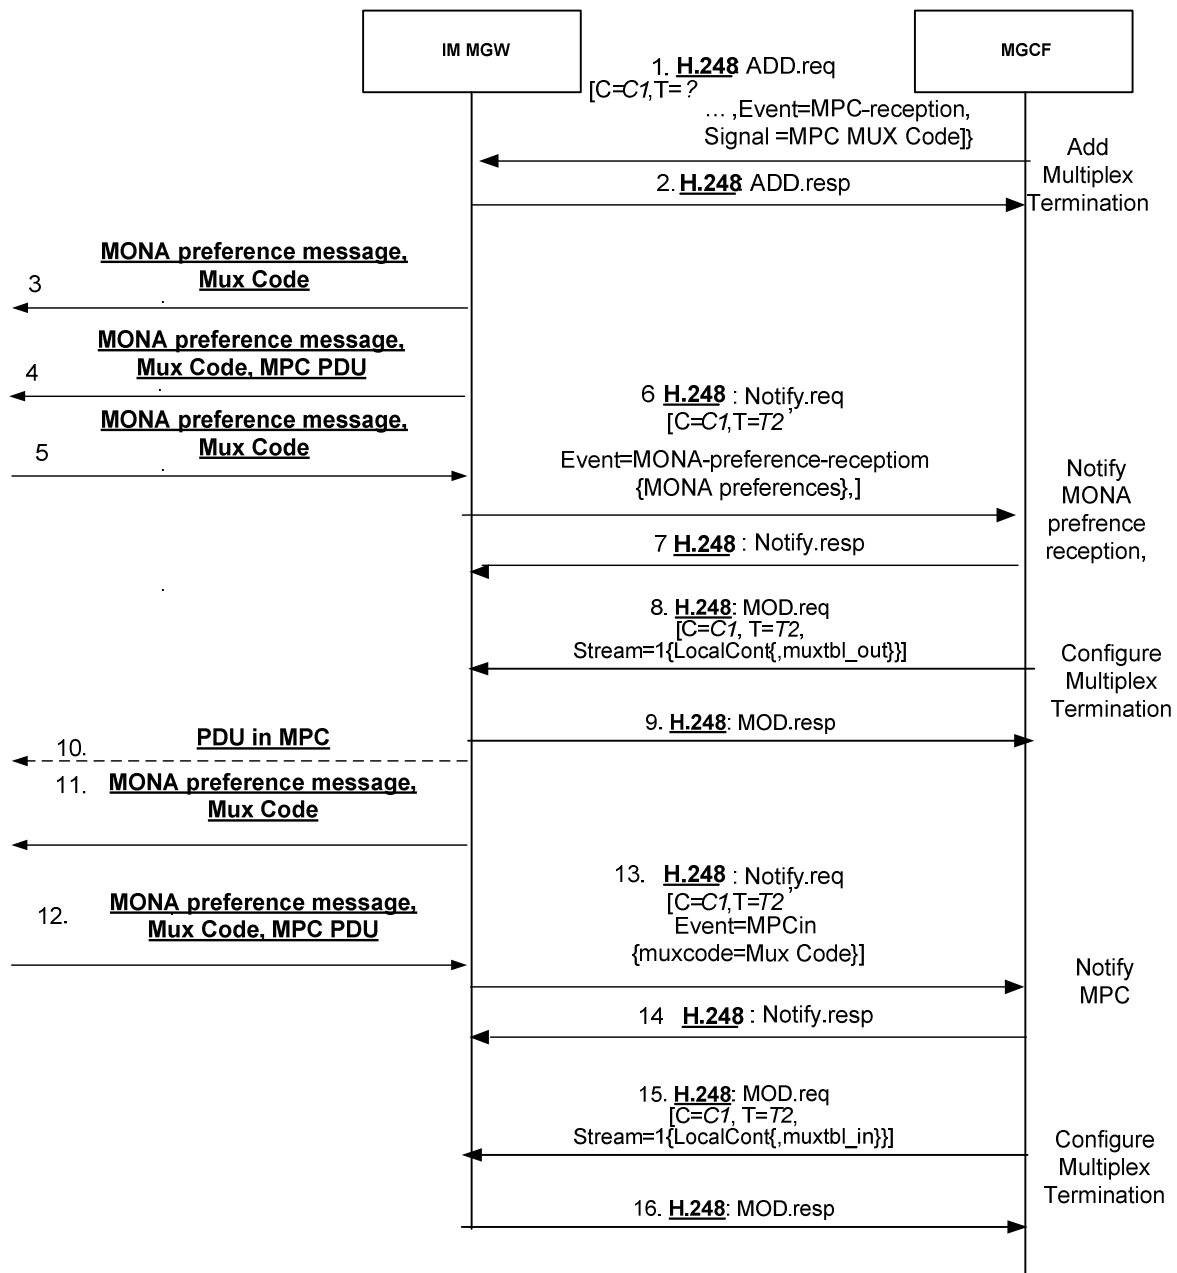 IM MGW
MGCF
1. H.248: ADD.req
[C=C1,T=?
... ,Event=MPC-reception,
Signal =MPC MUX Code]}
Add
Multiplex
Termination
2. H.248: ADD.resp
MONA preference message,
Mux Code
3
MONA preference message,
Mux Code, MPC PDU
4
MONA preference message,
Mux Code
5
6 H.248 : Notify.req
[C=C1,T=T2,
Event=MONA-preference-receptiom
{MONA preferences},]
Notify
MONA
prefrence
reception,
7 H.248 : Notify.resp
8. H.248: MOD.req
[C=C1, T=T2,
Stream=1{LocalCont{,muxtbl_out}}]
Configure
Multiplex
Termination
9. H.248: MOD.resp
10. PDU in MPC
11. MONA preference message,
Mux Code
12. MONA preference message,
Mux Code, MPC PDU
13. H.248 : Notify.req
[C=C1,T=T2,
Event=MPCin
{muxcode=Mux Code}]
Notify
MPC
14 H.248 : Notify.resp
15. H.248: MOD.req
[C=C1, T=T2,
Stream=1{LocalCont{,muxtbl_in}}]
Configure
Multiplex
Termination
16. H.248: MOD.resp